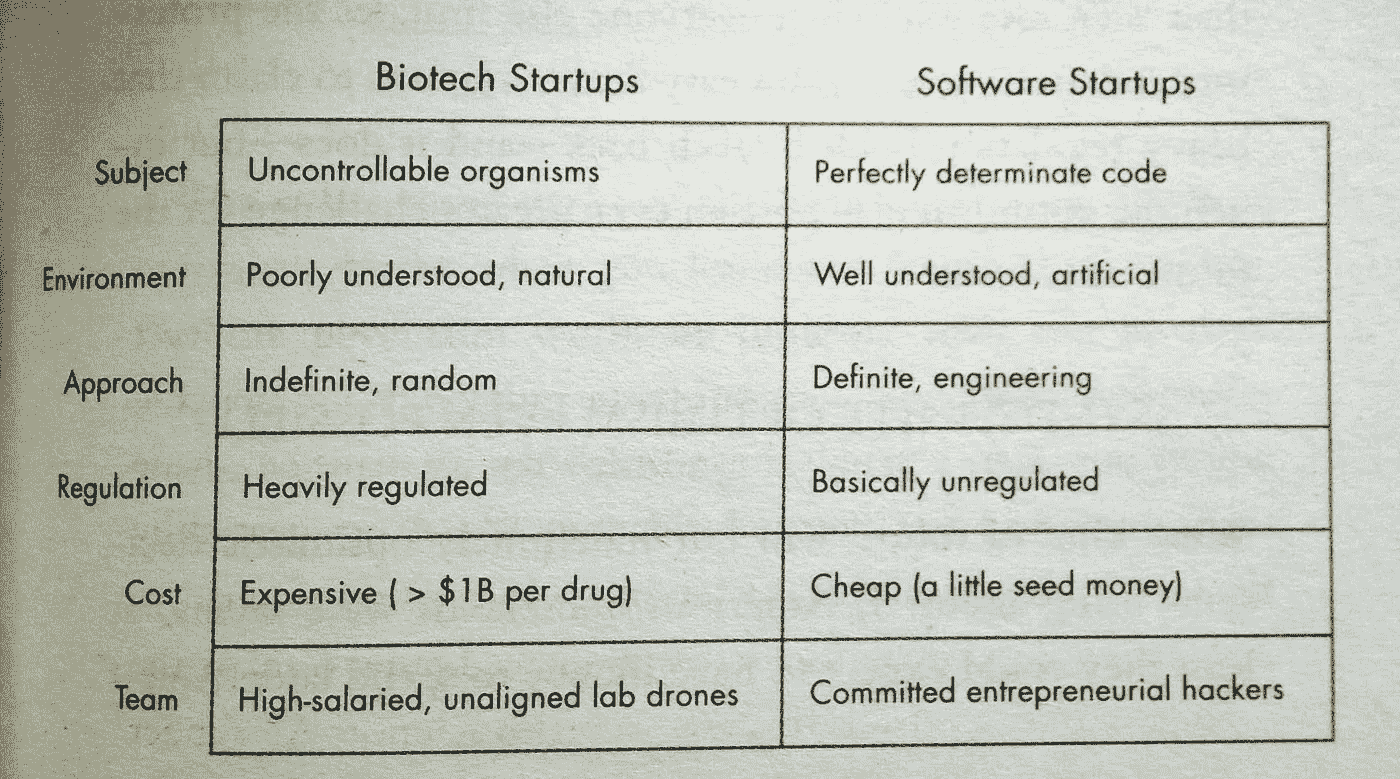 Biotech Startups Software Startups
Subject Uncontrollable organisms Perfectly determinate code
Environment Poorly understood, natural Well understood, artificial
Approach Indefinite, random Definite, engineering
Regulation Heavily regulated Basically unregulated
Cost Expensive ( > $1B per drug) Cheap (a little seed money)
Team High-salaried, unaligned lab drones Committed entrepreneurial hackers